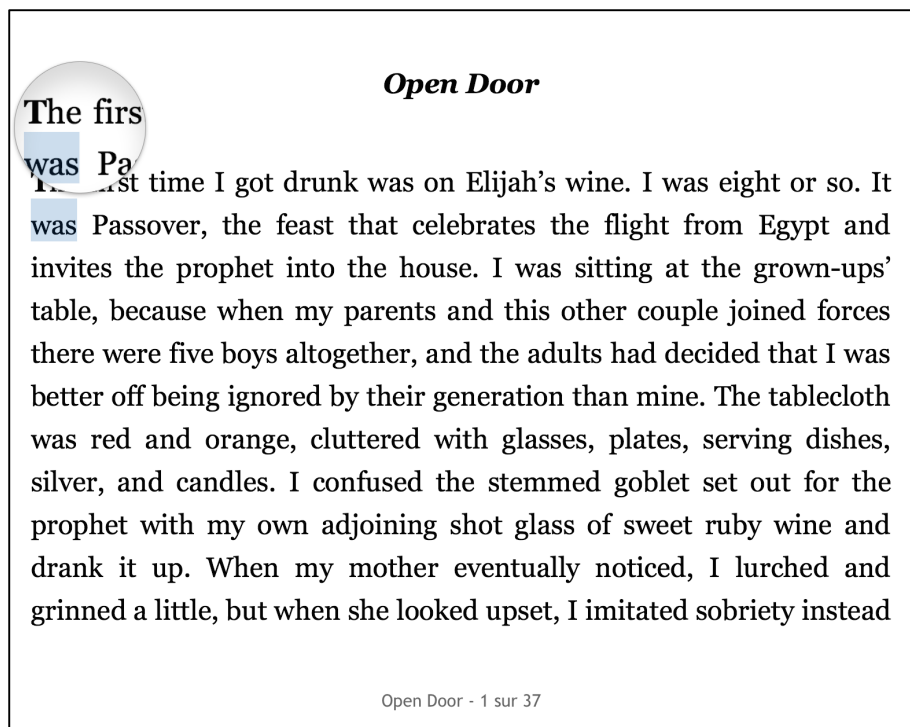 Open Door
The firs
was Pa
The first time I got drunk was on Elijah’s wine. I was eight or so. It
was Passover, the feast that celebrates the flight from Egypt and
invites the prophet into the house. I was sitting at the grown-ups’
table, because when my parents and this other couple joined forces
there were five boys altogether, and the adults had decided that I was
better off being ignored by their generation than mine. The tablecloth
was red and orange, cluttered with glasses, plates, serving dishes,
silver, and candles. I confused the stemmed goblet set out for the
prophet with my own adjoining shot glass of sweet ruby wine and
drank it up. When my mother eventually noticed, I lurched and
grinned a little, but when she looked upset, I imitated sobriety instead
Open Door - 1 sur 37